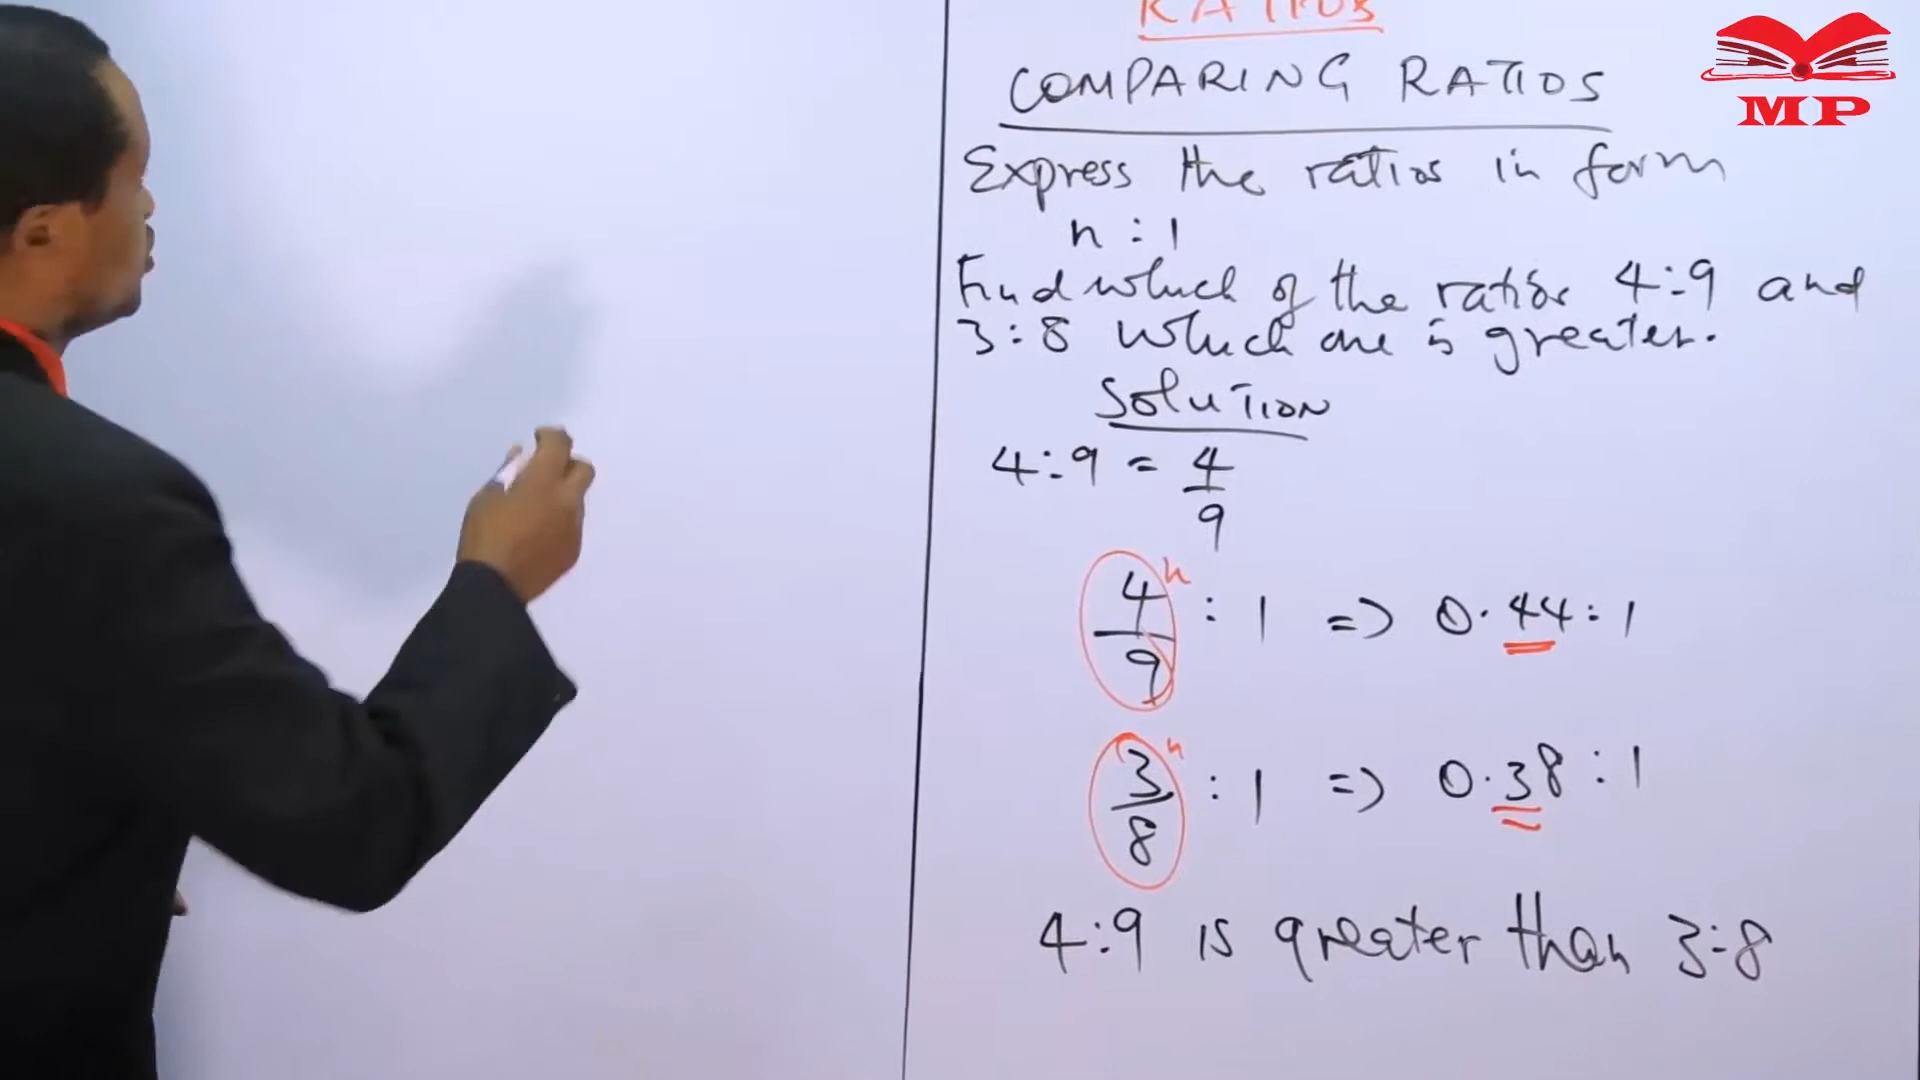 RATIOS
COMPARING RATIOS
MP
Express the ratios in form
n : 1
Find which of the ratios 4:9 and
3:8 which one is greater.
SOLUTION
4:9 = 4/9
4/9 n : 1 => 0.44 : 1
3/8 n : 1 => 0.38 : 1
4:9 is greater than 3:8